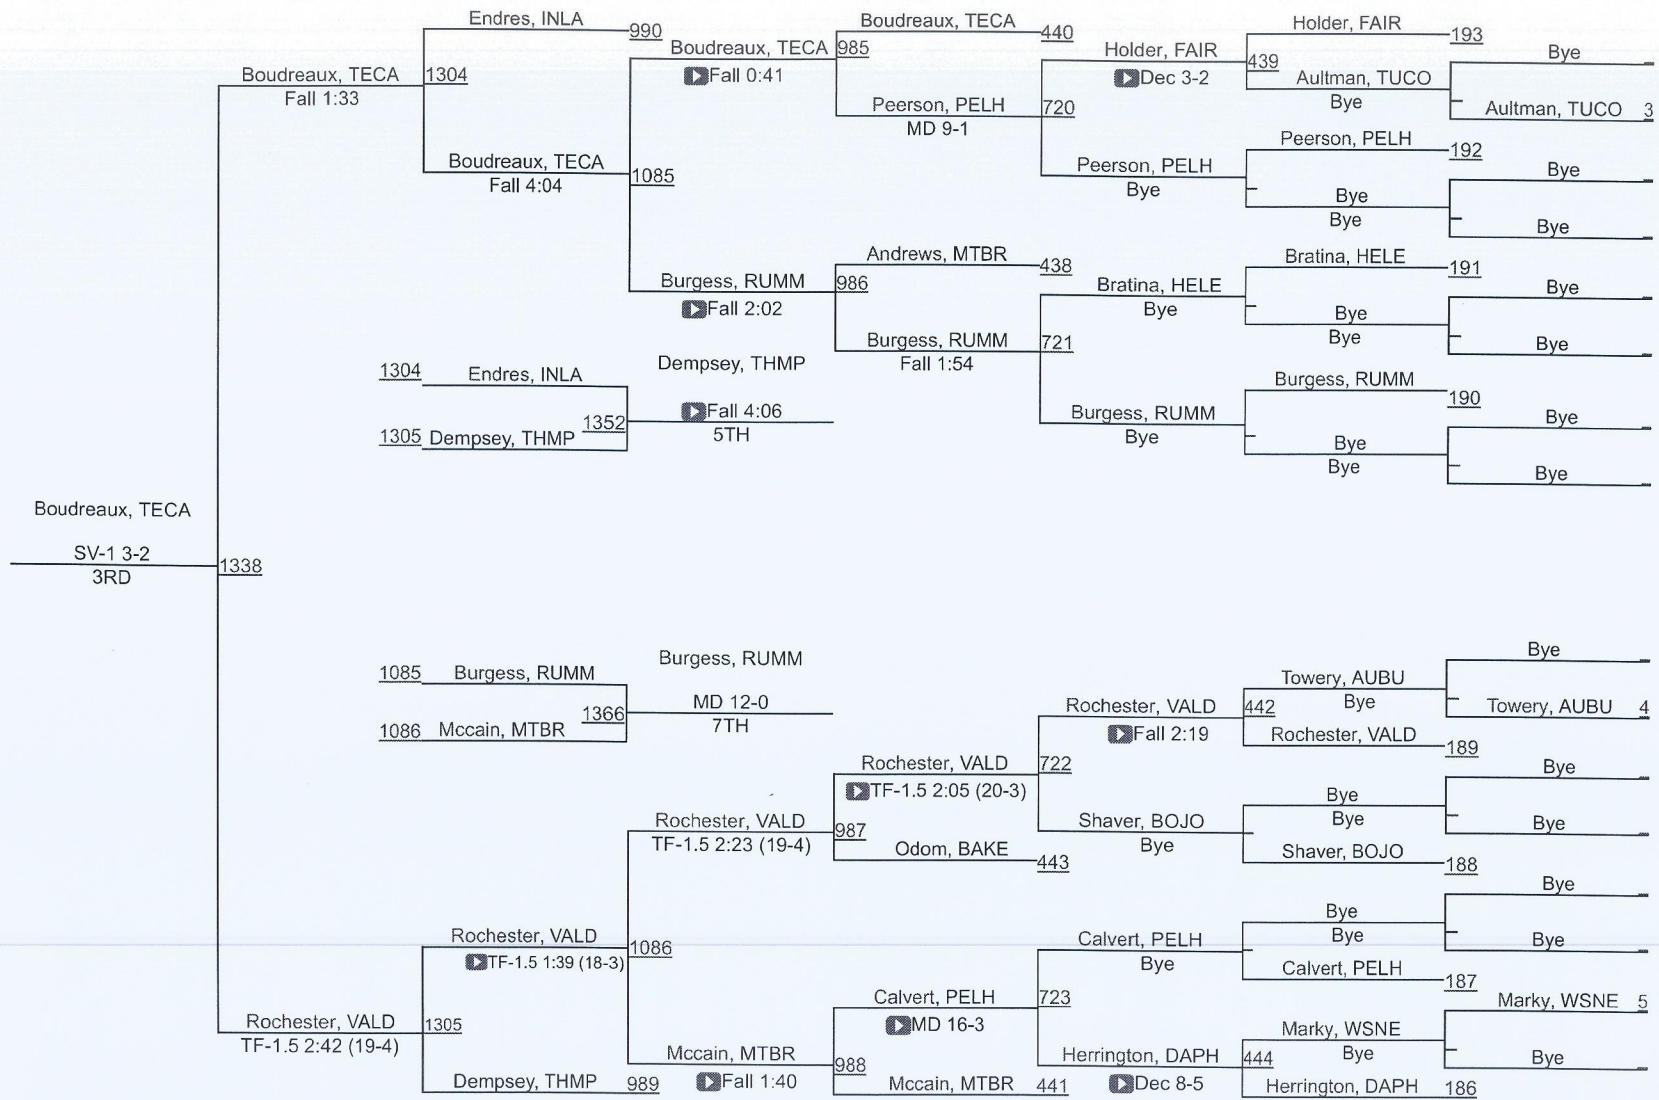 Endres, INLA 990
Boudreaux, TECA 440
Holder, FAIR 193
Boudreaux, TECA 985
Holder, FAIR
Bye
Boudreaux, TECA 1304
Fall 0:41
Dec 3-2
439
Aultman, TUCO
Fall 1:33
Peerson, PELH 720
Bye
Aultman, TUCO 3
MD 9-1
Peerson, PELH 192
Boudreaux, TECA
Peerson, PELH
Bye
Fall 4:04
1085
Bye
Bye
Bye
Bye
Andrews, MTBR 438
Bratina, HELE 191
Burgess, RUMM 986
Bratina, HELE
Bye
Fall 2:02
Bye
Bye
Burgess, RUMM 721
Bye
Bye
Dempsey, THMP
Fall 1:54
1304 Endres, INLA
Burgess, RUMM 190
Fall 4:06
Burgess, RUMM
Bye
1305 Dempsey, THMP 1352
5TH
Bye
Bye
Bye
Bye
Boudreaux, TECA
SV-1 3-2
1338
3RD
Bye
1085 Burgess, RUMM
Burgess, RUMM
Towery, AUBU
MD 12-0
Rochester, VALD
442
Bye
Towery, AUBU 4
1086 Mccain, MTBR 1366
7TH
Fall 2:19
Rochester, VALD 189
Rochester, VALD 722
Bye
TF-1.5 2:05 (20-3)
Bye
Rochester, VALD 987
Shaver, BOJO
Bye
Bye
TF-1.5 2:23 (19-4)
Odom, BAKE 443
Bye
Shaver, BOJO 188
Bye
Bye
Rochester, VALD 1086
Calvert, PELH
Bye
Bye
TF-1.5 1:39 (18-3)
Bye
Calvert, PELH 187
Calvert, PELH 723
Marky, WSNE 5
Rochester, VALD 1305
MD 16-3
Marky, WSNE
TF-1.5 2:42 (19-4)
Mccain, MTBR 988
Herrington, DAPH 444
Bye
Bye
Dempsey, THMP 989
Fall 1:40
Mccain, MTBR 441
Dec 8-5
Herrington, DAPH 186